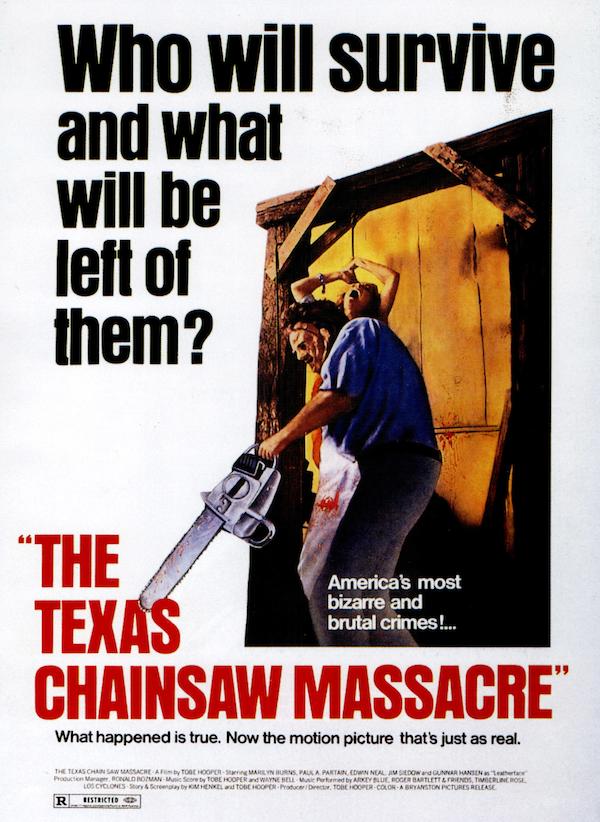 Who will survive
and what
will be
left of
them?
America's most
bizarre and
brutal crimes!...
"THE
TEXAS
CHAINSAW MASSACRE"
What happened is true. Now the motion picture that's just as real.
THE TEXAS CHAIN SAW MASSACRE · A Film by TOBE HOOPER · Starring MARILYN BURNS, PAUL A. PARTAIN, EDWIN NEAL, JIM SIEDOW and GUNNAR HANSEN as "Leatherface"
Production Manager, RONALD BOZMAN · Music Score by TOBE HOOPER and WAYNE BELL · Music Performed by ARKEY BLUE, ROGER BARTLETT & FRIENDS, TIMBERLINE ROSE,
LOS CYCLONES · Story & Screenplay by KIM HENKEL and TOBE HOOPER · Producer/Director, TOBE HOOPER · COLOR · A BRYANSTON PICTURES RELEASE
R RESTRICTED